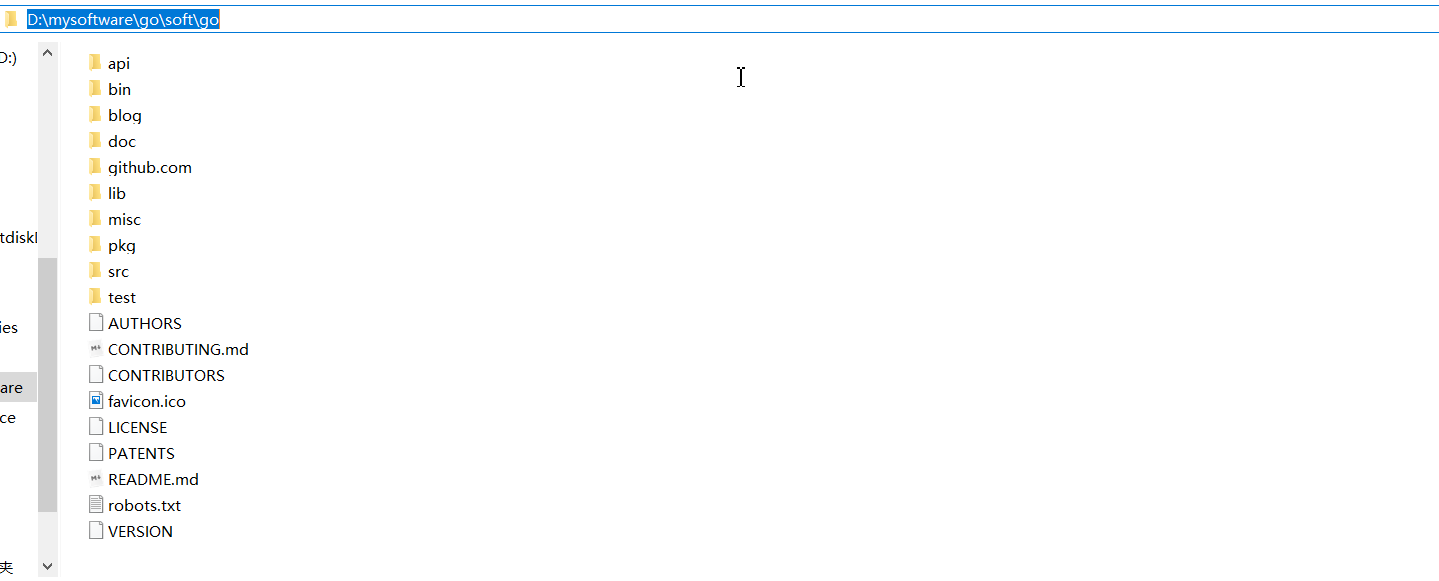 D:\mysoftware\go\soft\go
D:)
api
bin
blog
doc
github.com
lib
misc
tdiskl
pkg
src
test
ies
AUTHORS
CONTRIBUTING.md
are
CONTRIBUTORS
favicon.ico
ce
LICENSE
PATENTS
README.md
robots.txt
VERSION
夹